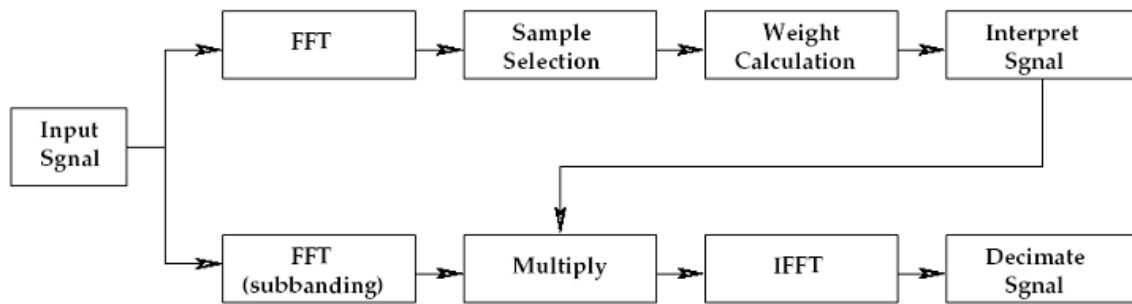 FFT
Sample
Selection
Weight
Calculation
Interpret
Sgnal
Input
Sgnal
FFT
(subbanding)
Multiply
IFFT
Decimate
Sgnal